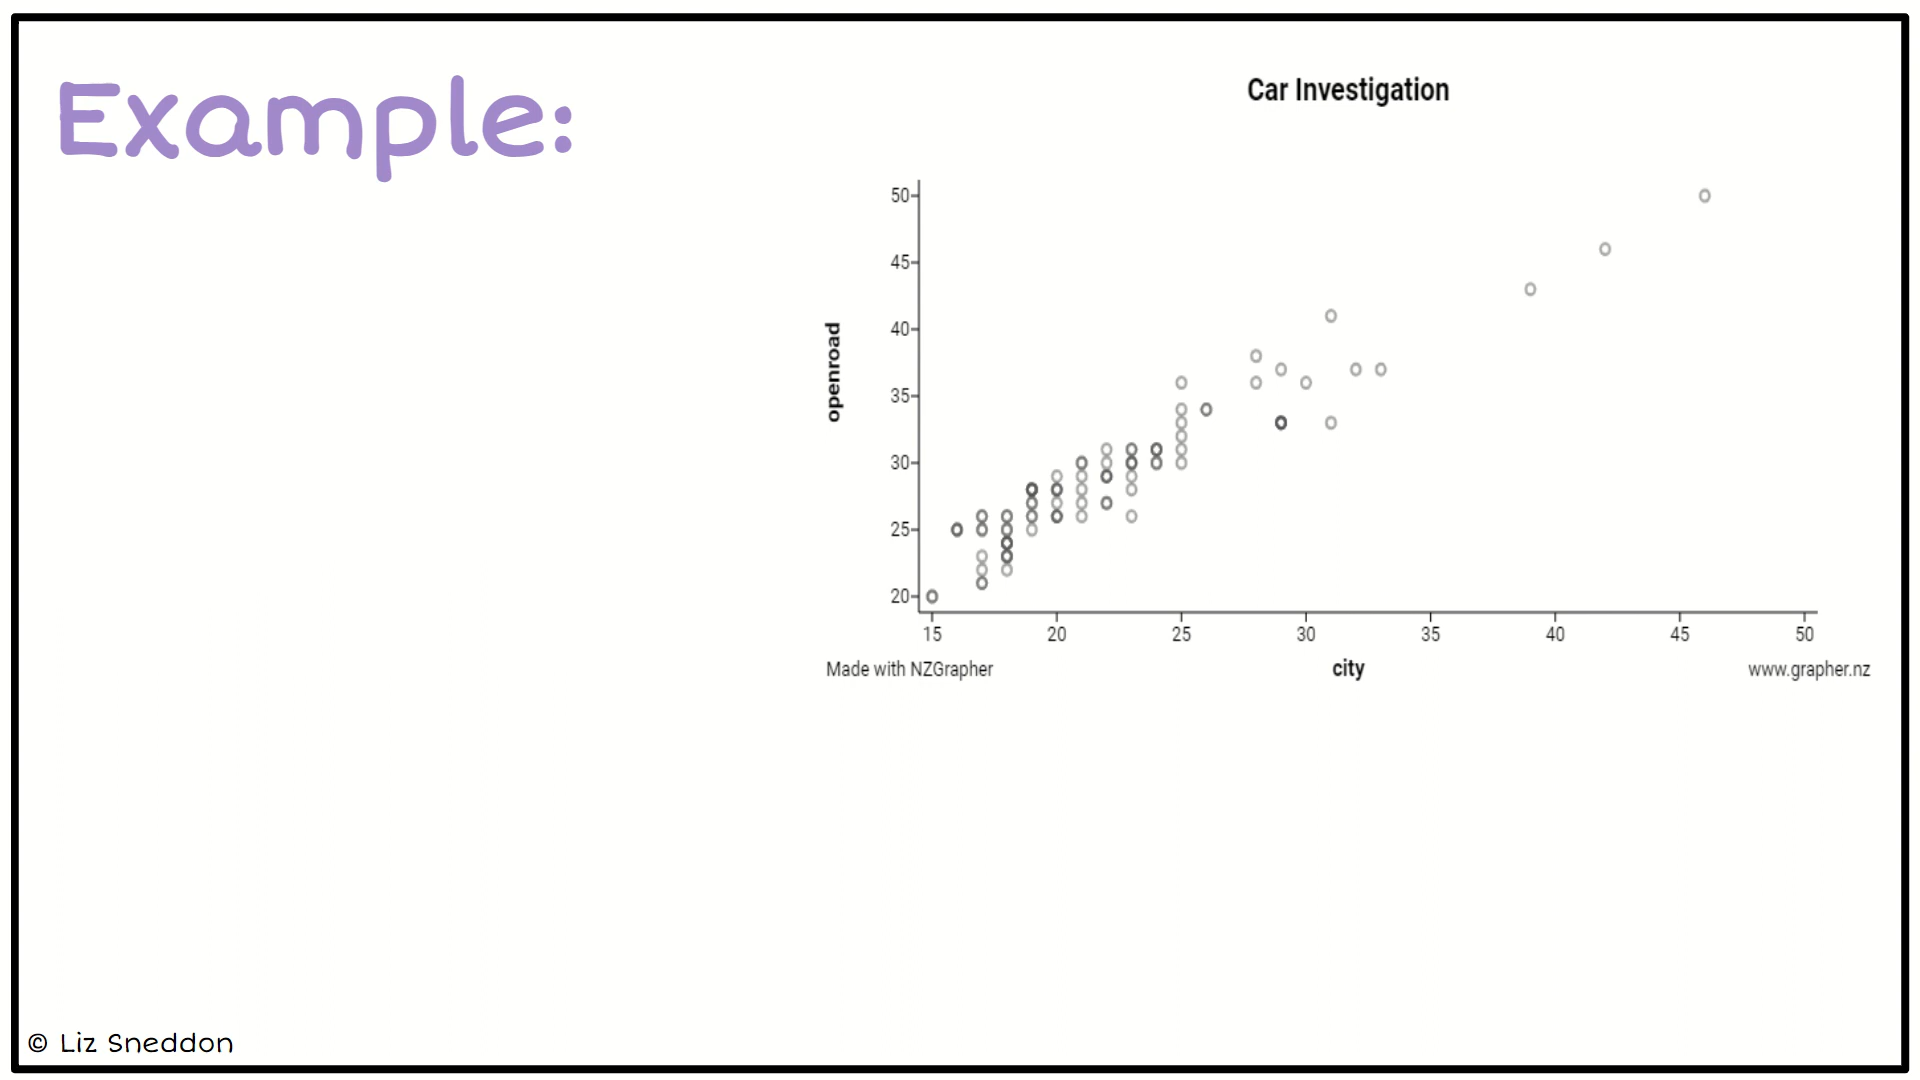 Example:
Car Investigation
50
45
40
35
30
25
20
openroad
15 20 25 30 35 40 45 50
city
Made with NZGrapher
www.grapher.nz
© Liz Sneddon